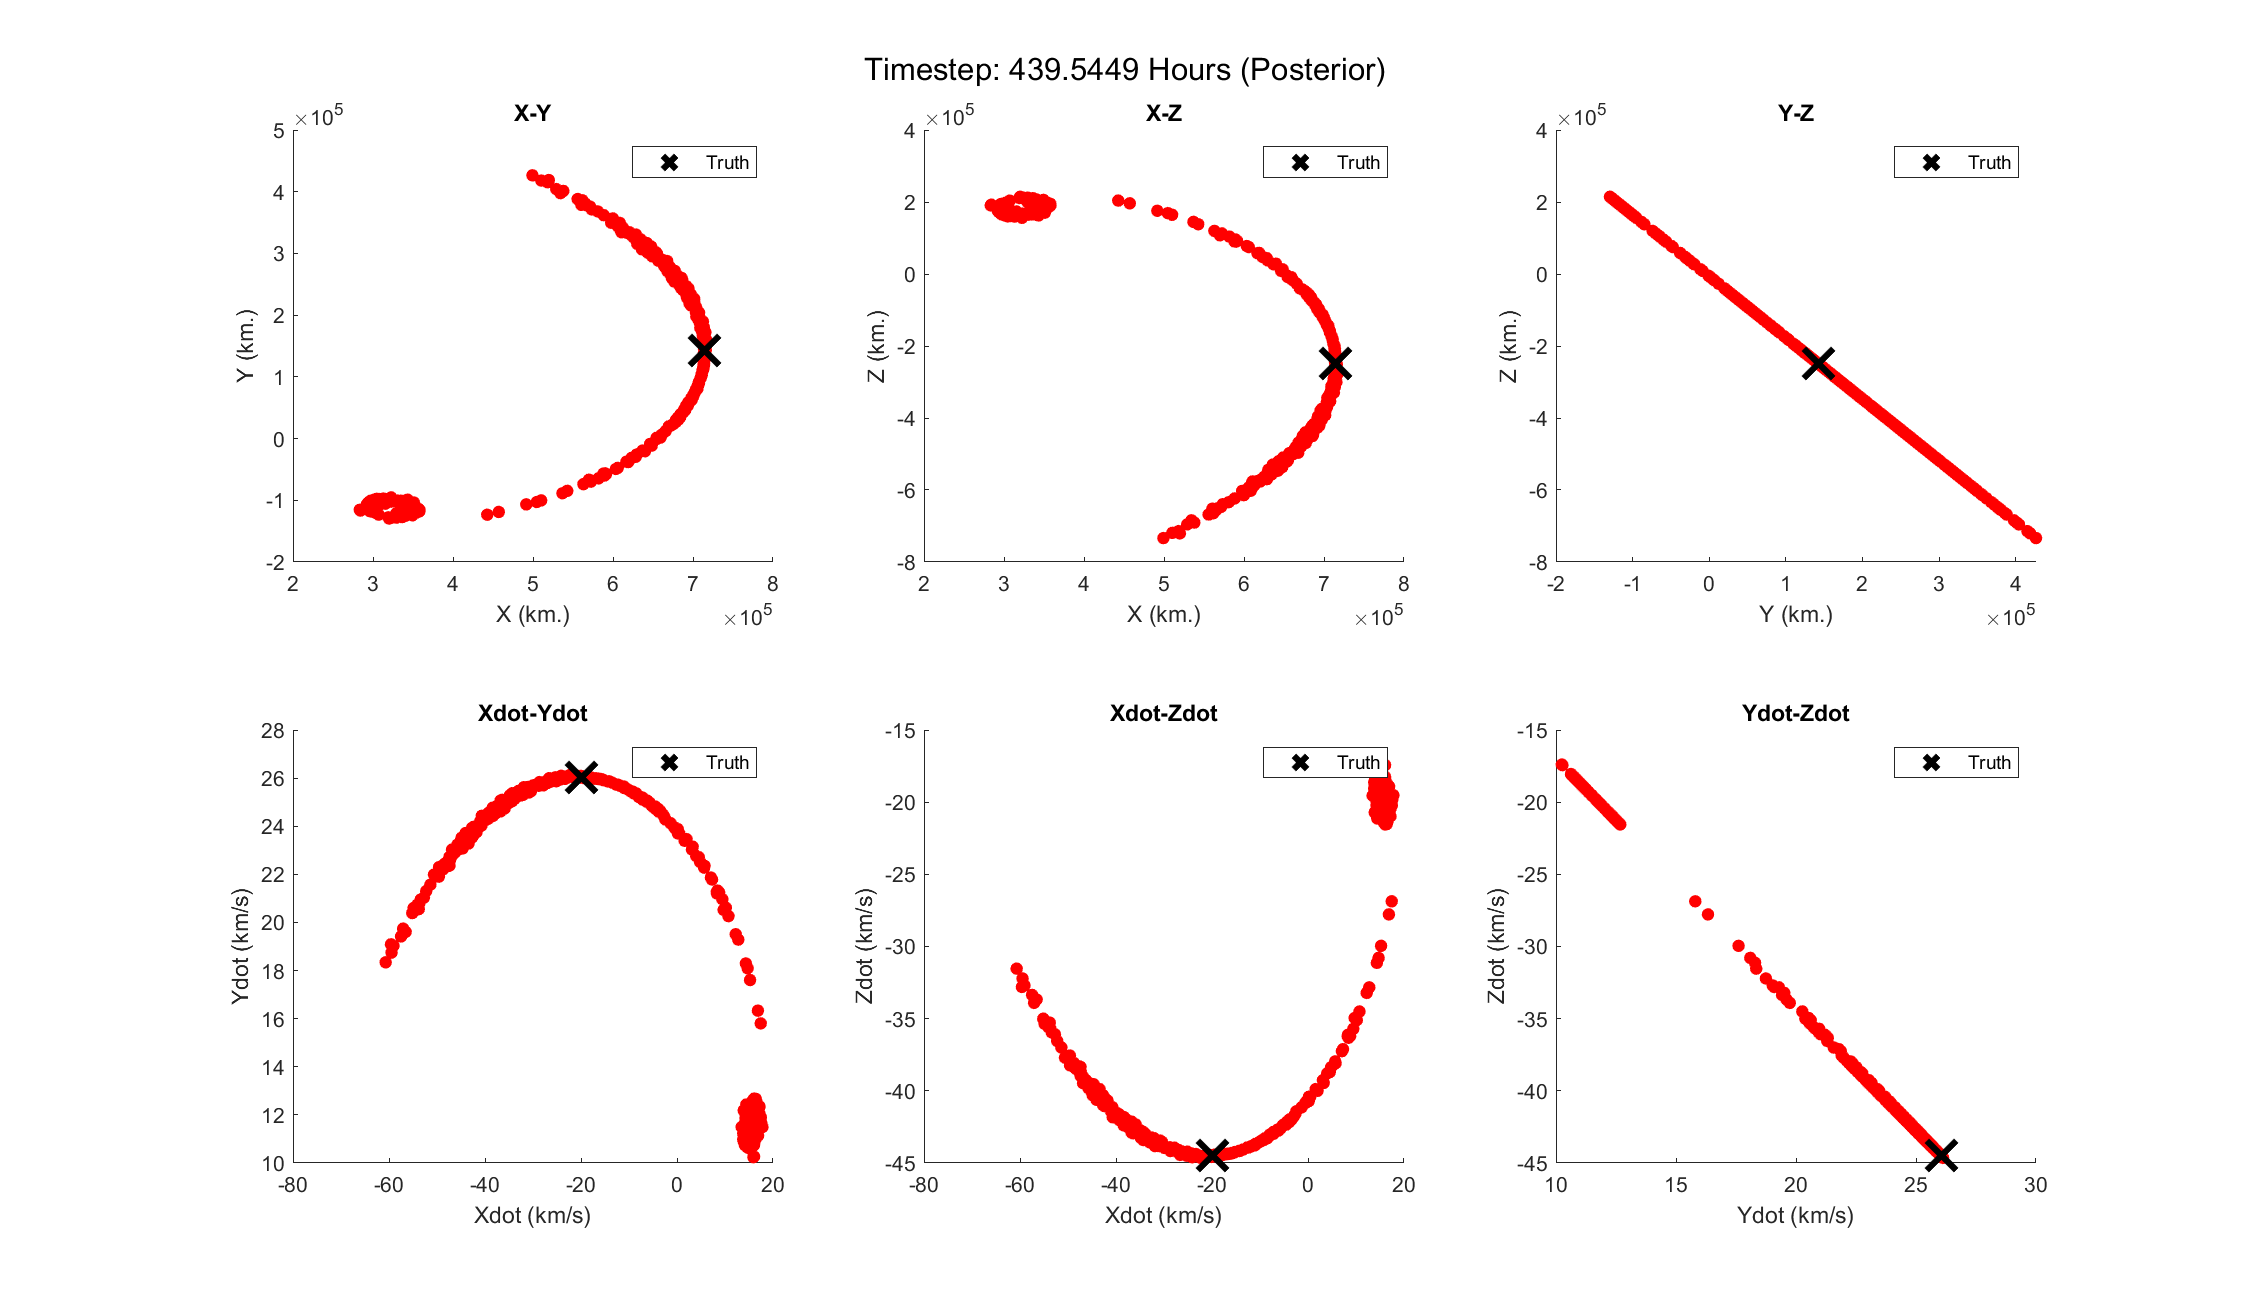 Timestep: 439.5449 Hours (Posterior)
X-Y
×10^5
5
4
3
2
1
0
-1
-2
Y (km.)
Truth
2 3 4 5 6 7 8
X (km.)
×10^5
X-Z
×10^5
4
2
0
-2
-4
-6
-8
Z (km.)
Truth
2 3 4 5 6 7 8
X (km.)
×10^5
Y-Z
×10^5
4
2
0
-2
-4
-6
-8
Z (km.)
Truth
-2 -1 0 1 2 3 4
Y (km.)
×10^5
Xdot-Ydot
28
26
24
22
20
18
16
14
12
10
Ydot (km/s)
Truth
-80 -60 -40 -20 0 20
Xdot (km/s)
Xdot-Zdot
-15
-20
-25
-30
-35
-40
-45
Zdot (km/s)
Truth
-80 -60 -40 -20 0 20
Xdot (km/s)
Ydot-Zdot
-15
-20
-25
-30
-35
-40
-45
Zdot (km/s)
Truth
10 15 20 25 30
Ydot (km/s)